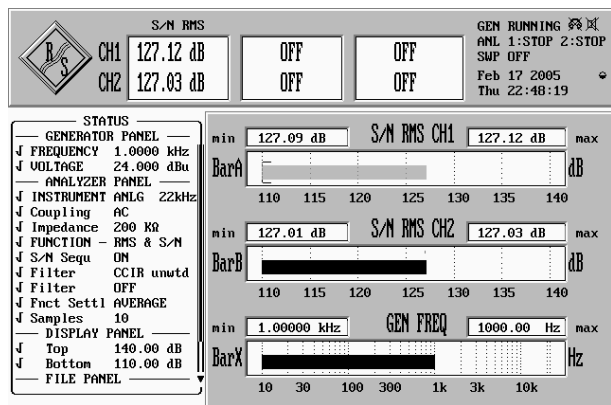 S/N RMS
R S
CH1 127.12 dB OFF OFF
CH2 127.03 dB OFF OFF
GEN RUNNING
ANL 1:STOP 2:STOP
SWP OFF
Feb 17 2005
Thu 22:48:19
STATUS
GENERATOR PANEL
FREQUENCY 1.0000 kHz
VOLTAGE 24.000 dBu
ANALYZER PANEL
INSTRUMENT ANLG 22kHz
Coupling AC
Impedance 200 KΩ
FUNCTION - RMS & S/N
S/N Sequ ON
Filter CCIR unwtd
Filter OFF
Fnct Settl AVERAGE
Samples 10
DISPLAY PANEL
Top 140.00 dB
Bottom 110.00 dB
FILE PANEL
min 127.09 dB S/N RMS CH1 127.12 dB max
BarA dB
110 115 120 125 130 135 140
min 127.01 dB S/N RMS CH2 127.03 dB max
BarB dB
110 115 120 125 130 135 140
min 1.00000 kHz GEN FREQ 1000.00 Hz max
BarX Hz
10 30 100 300 1k 3k 10k